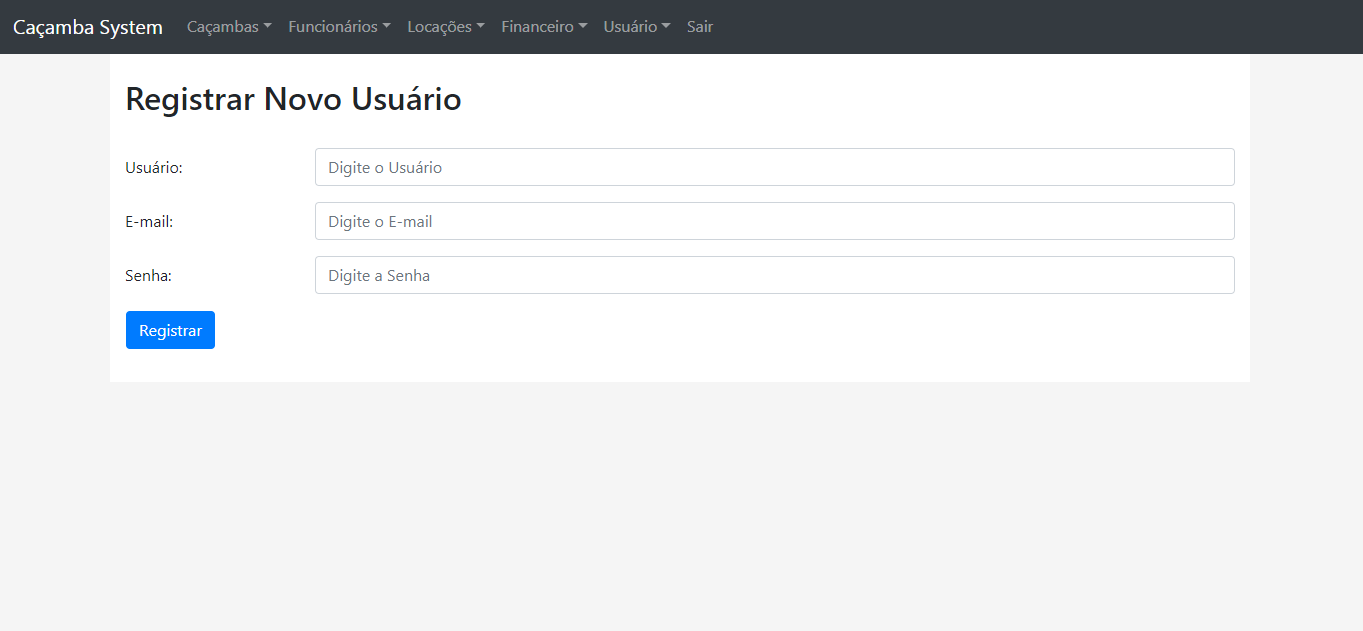 Caçamba System Caçambas Funcionários Locações Financeiro Usuário Sair
Registrar Novo Usuário
Usuário: Digite o Usuário
E-mail: Digite o E-mail
Senha: Digite a Senha
Registrar